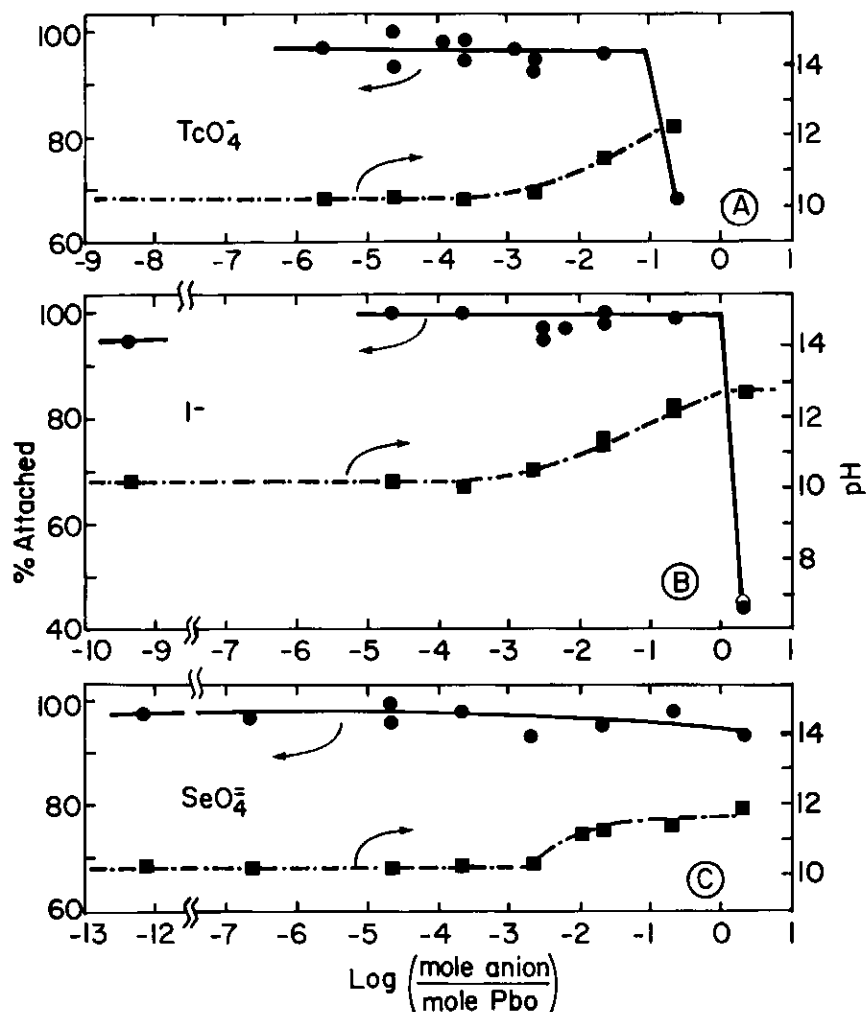 100
80
60
TcO₄⁻
14
12
10
A
-9 -8 -7 -6 -5 -4 -3 -2 -1 0 1
100
80
60
40
I-
14
12
10
8
B
% Attached
pH
-10 -9 -7 -6 -5 -4 -3 -2 -1 0 1
100
80
60
SeO₄⁼
14
12
10
C
-13 -12 -7 -6 -5 -4 -3 -2 -1 0 1
Log (mole anion
mole Pbo)